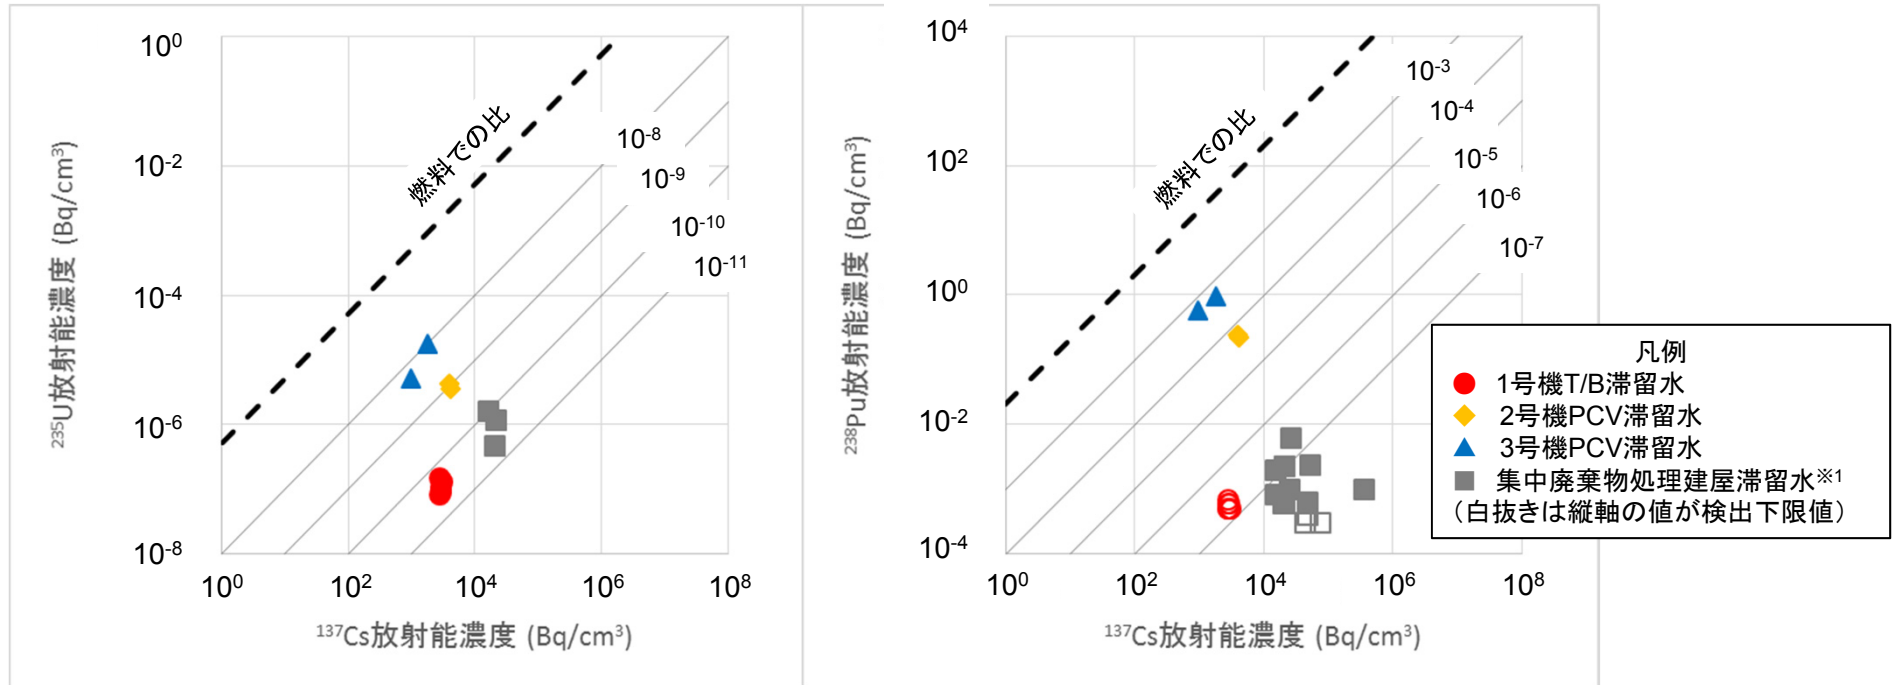 10⁰
10⁻²
10⁻⁴
10⁻⁶
10⁻⁸
²³⁵U放射能濃度 (Bq/cm³)
燃料での比
10⁻⁸
10⁻⁹
10⁻¹⁰
10⁻¹¹
10⁰ 10² 10⁴ 10⁶ 10⁸
¹³⁷Cs放射能濃度 (Bq/cm³)
10⁴
10²
10⁰
10⁻²
10⁻⁴
²³⁸Pu放射能濃度 (Bq/cm³)
燃料での比
10⁻³
10⁻⁴
10⁻⁵
10⁻⁶
10⁻⁷
10⁰ 10² 10⁴ 10⁶ 10⁸
¹³⁷Cs放射能濃度 (Bq/cm³)
凡例
1号機T/B滞留水
2号機PCV滞留水
3号機PCV滞留水
集中廃棄物処理建屋滞留水※1
（白抜きは縦軸の値が検出下限値）